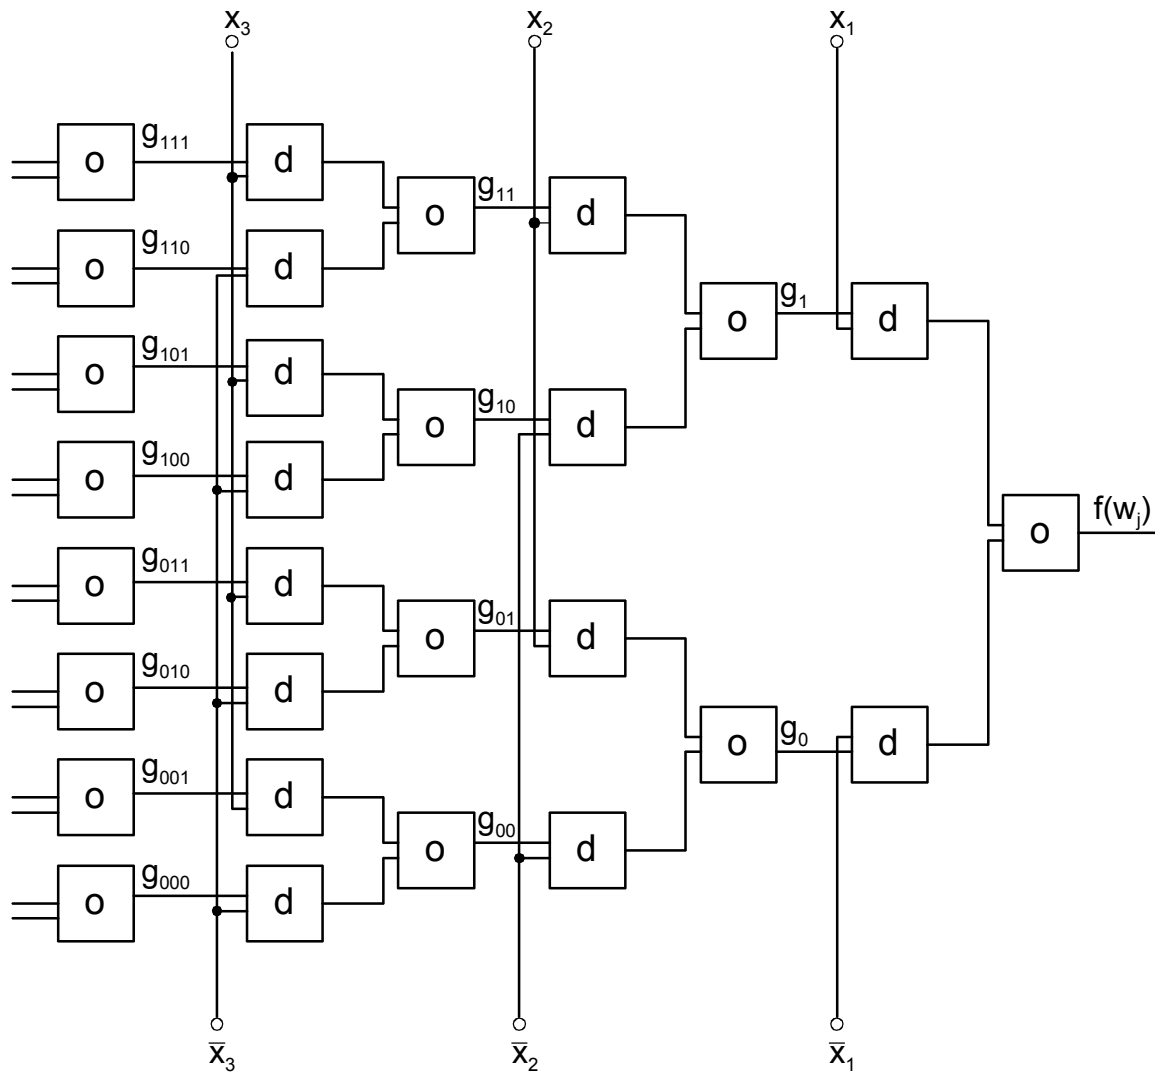 x₃ x₂ x₁
g₁₁₁
o d
g₁₁
o d
g₁₁₀
o d
g₁
o d
g₁₀₁
o d
g₁₀
o d
g₁₀₀
o d
f(wⱼ)
o
g₀₁₁
o d
g₀₁
o d
g₀₁₀
o d
g₀
o d
g₀₀₁
o d
g₀₀
o d
g₀₀₀
o d
x̅₃ x̅₂ x̅₁